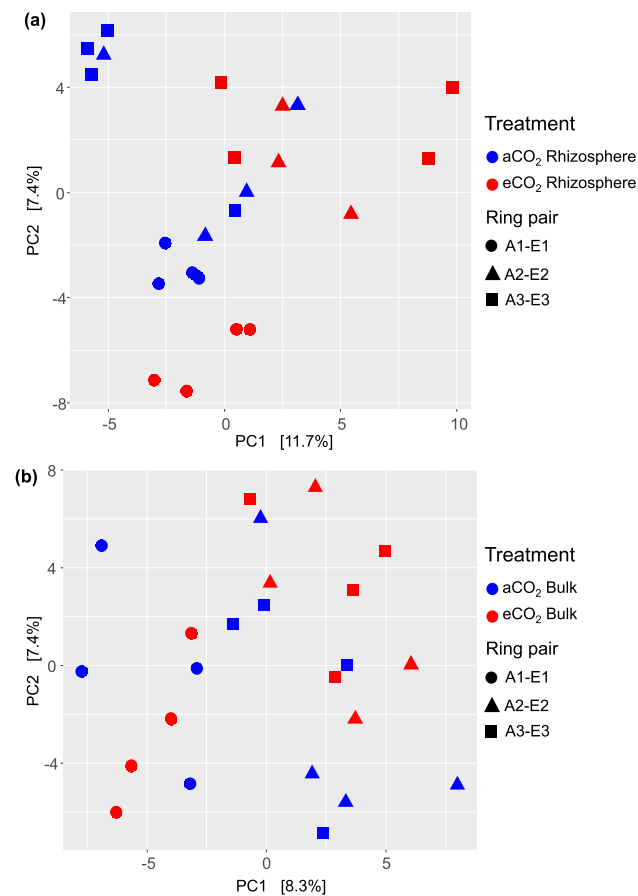 (a)
4
0
-4
-8
PC2 [7.4%]
-5
0
5
10
PC1 [11.7%]
Treatment
aCO₂ Rhizosphere
eCO₂ Rhizosphere
Ring pair
A1-E1
A2-E2
A3-E3
(b)
8
4
0
-4
PC2 [7.4%]
-5
0
5
PC1 [8.3%]
Treatment
aCO₂ Bulk
eCO₂ Bulk
Ring pair
A1-E1
A2-E2
A3-E3